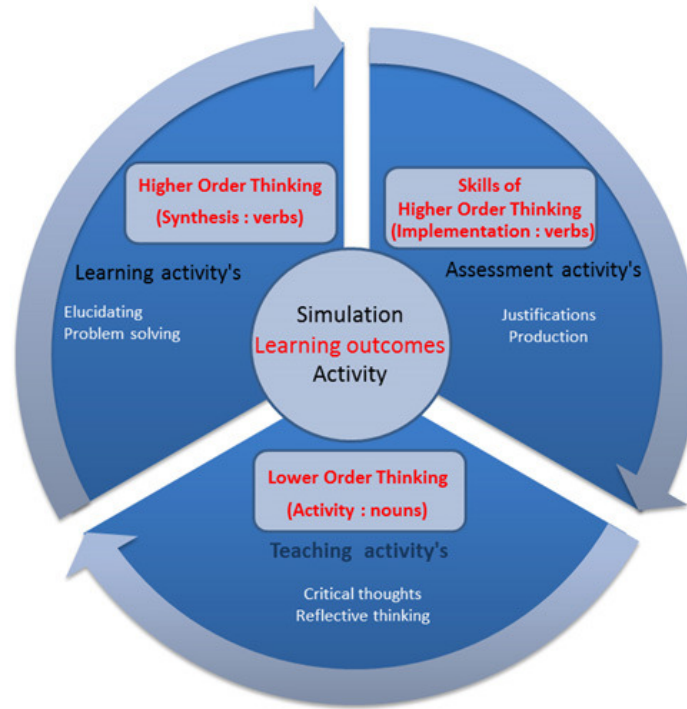 Higher Order Thinking
(Synthesis : verbs)
Learning activity's
Elucidating
Problem solving
Skills of
Higher Order Thinking
(Implementation : verbs)
Assessment activity's
Justifications
Production
Simulation
Learning outcomes
Activity
Lower Order Thinking
(Activity : nouns)
Teaching activity's
Critical thoughts
Reflective thinking